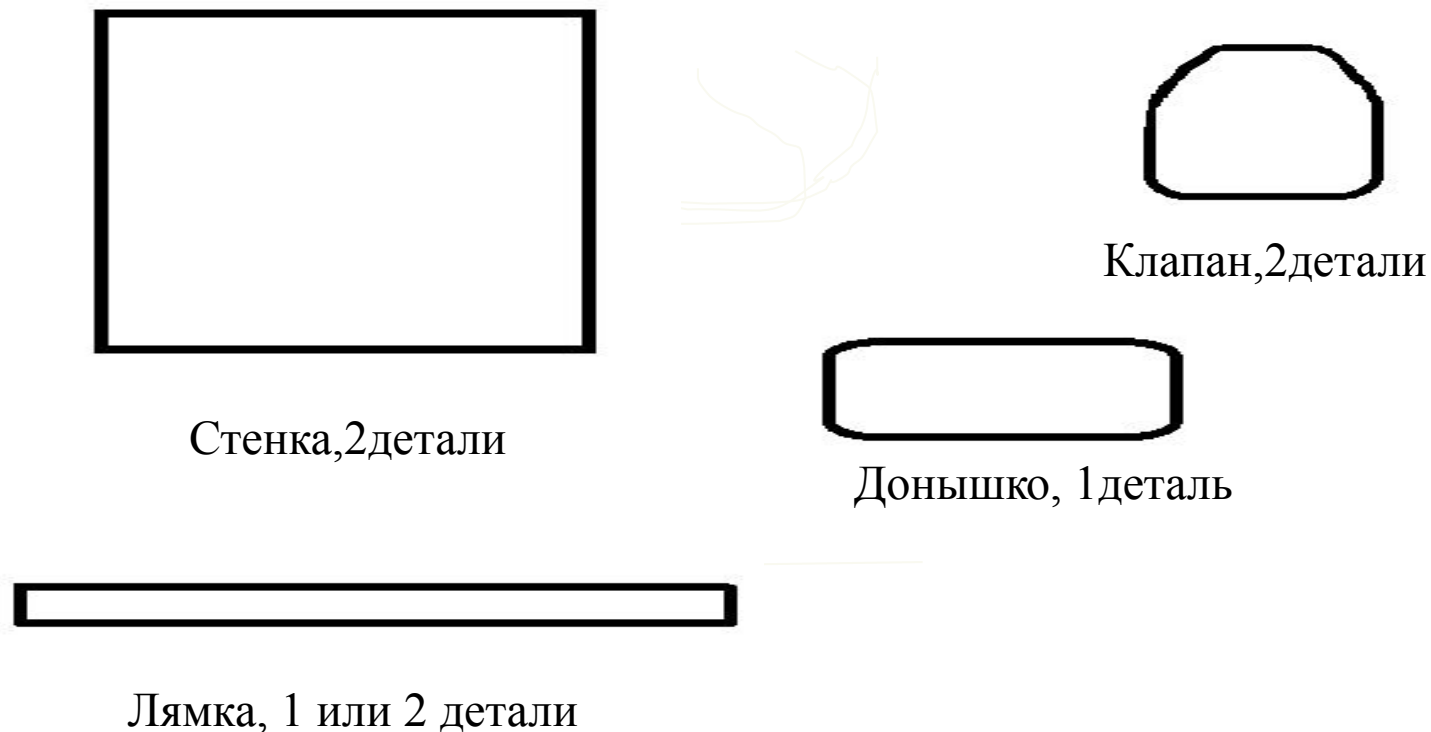 Клапан,2детали
Стенка,2детали
Донышко, 1деталь
Лямка, 1 или 2 детали